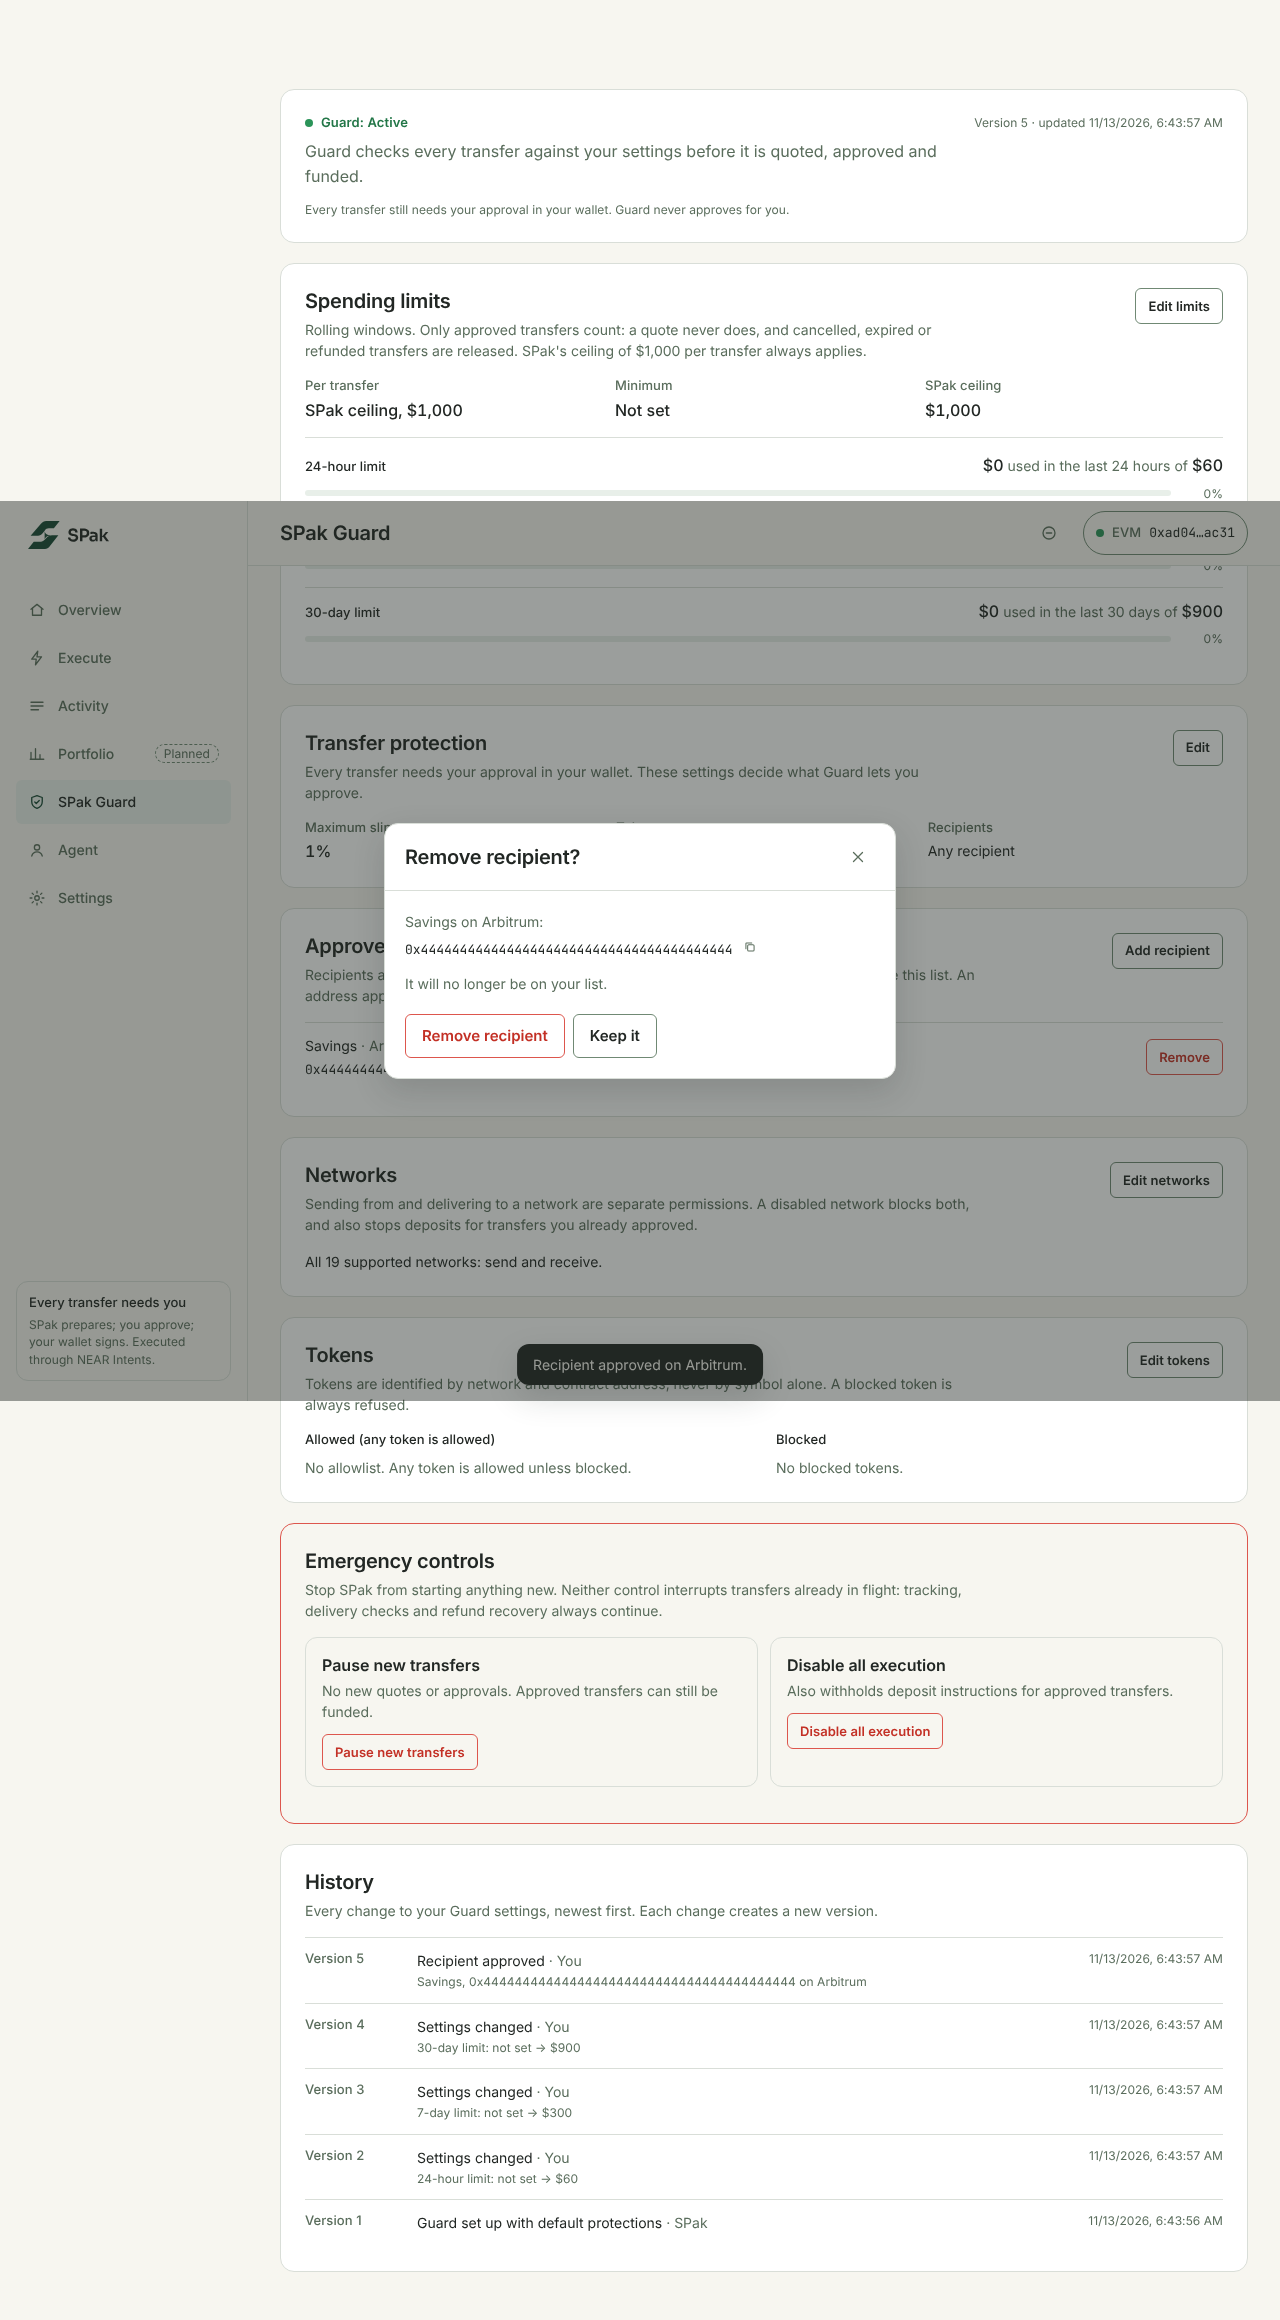 Guard: Active
Version 5 · updated 11/13/2026, 6:43:57 AM
Guard checks every transfer against your settings before it is quoted, approved and
funded.
Every transfer still needs your approval in your wallet. Guard never approves for you.
Spending limits
Edit limits
Rolling windows. Only approved transfers count: a quote never does, and cancelled, expired or
refunded transfers are released. SPak's ceiling of $1,000 per transfer always applies.
Per transfer
Minimum
SPak ceiling
SPak ceiling, $1,000
Not set
$1,000
24-hour limit
$0 used in the last 24 hours of $60
0%
SPak
SPak Guard
EVM 0xad04…ac31
0%
30-day limit
$0 used in the last 30 days of $900
0%
Overview
Execute
Activity
Portfolio
Planned
SPak Guard
Agent
Settings
Every transfer needs you
SPak prepares; you approve;
your wallet signs. Executed
through NEAR Intents.
Transfer protection
Edit
Every transfer needs your approval in your wallet. These settings decide what Guard lets you
approve.
Maximum
Recipients
1%
Any recipient
Remove recipient?
Savings on Arbitrum:
0x4444444444444444444444444444444444444444
It will no longer be on your list.
Remove recipient
Keep it
Add recipient
Recipients
this list. An
address
Savings ·
Remove
Networks
Edit networks
Sending from and delivering to a network are separate permissions. A disabled network blocks both,
and also stops deposits for transfers you already approved.
All 19 supported networks: send and receive.
Tokens
Edit tokens
Recipient approved on Arbitrum.
Tokens are identified by network and contract address, never by symbol alone. A blocked token is
always refused.
Allowed (any token is allowed)
Blocked
No allowlist. Any token is allowed unless blocked.
No blocked tokens.
Emergency controls
Stop SPak from starting anything new. Neither control interrupts transfers already in flight: tracking,
delivery checks and refund recovery always continue.
Pause new transfers
No new quotes or approvals. Approved transfers can still be
funded.
Pause new transfers
Disable all execution
Also withholds deposit instructions for approved transfers.
Disable all execution
History
Every change to your Guard settings, newest first. Each change creates a new version.
Version 5
Recipient approved · You
11/13/2026, 6:43:57 AM
Savings, 0x4444444444444444444444444444444444444444 on Arbitrum
Version 4
Settings changed · You
11/13/2026, 6:43:57 AM
30-day limit: not set → $900
Version 3
Settings changed · You
11/13/2026, 6:43:57 AM
7-day limit: not set → $300
Version 2
Settings changed · You
11/13/2026, 6:43:57 AM
24-hour limit: not set → $60
Version 1
Guard set up with default protections · SPak
11/13/2026, 6:43:56 AM